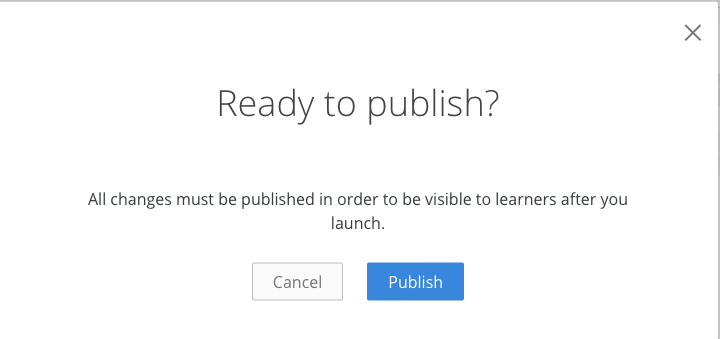 Ready to publish?
All changes must be published in order to be visible to learners after you
launch.
Cancel
Publish